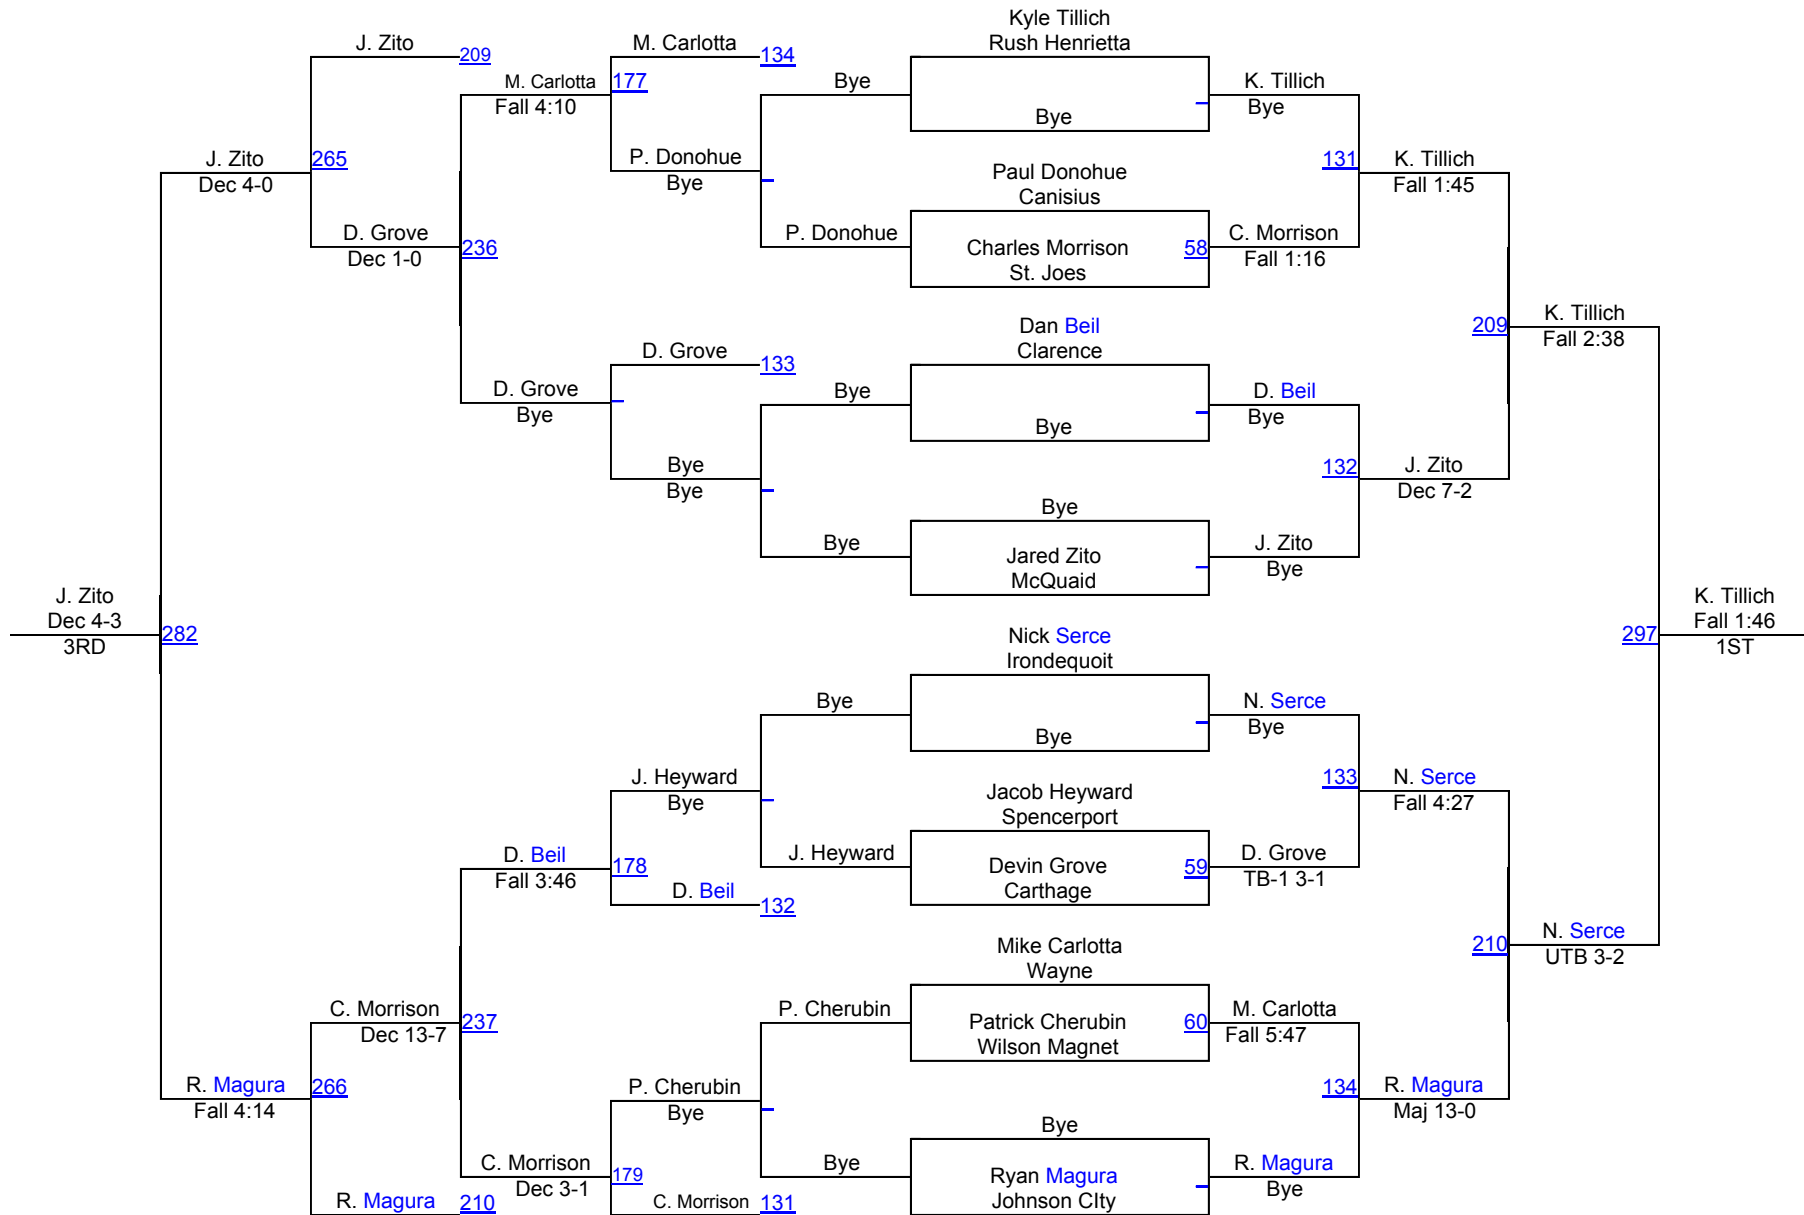 Kyle Tillich
J. Zito
M. Carlotta
Rush Henrietta
209
134
M. Carlotta
177
Bye
K. Tillich
Fall 4:10
Bye
Bye
J. Zito
265
P. Donohue
131
K. Tillich
Dec 4-0
Bye
Paul Donohue
Fall 1:45
Canisius
D. Grove
236
P. Donohue
Charles Morrison
58
C. Morrison
Dec 1-0
St. Joes
Fall 1:16
Dan Beil
209
K. Tillich
D. Grove
133
Clarence
Fall 2:38
D. Grove
Bye
D. Beil
Bye
Bye
Bye
Bye
132
J. Zito
Bye
Dec 7-2
Bye
Bye
Jared Zito
J. Zito
McQuaid
Bye
J. Zito
K. Tillich
Dec 4-3
282
Nick Serce
297
Fall 1:46
3RD
Irondequoit
1ST
Bye
N. Serce
Bye
Bye
J. Heyward
133
N. Serce
Bye
Jacob Heyward
Fall 4:27
Spencerport
D. Beil
178
J. Heyward
Devin Grove
59
D. Grove
Fall 3:46
Carthage
TB-1 3-1
D. Beil
132
Mike Carlotta
210
N. Serce
Wayne
UTB 3-2
C. Morrison
237
P. Cherubin
Patrick Cherubin
60
M. Carlotta
Dec 13-7
Wilson Magnet
Fall 5:47
R. Magura
266
P. Cherubin
134
R. Magura
Fall 4:14
Bye
Bye
Maj 13-0
C. Morrison
179
Bye
Ryan Magura
R. Magura
Dec 3-1
Johnson CIty
Bye
R. Magura
210
C. Morrison
131